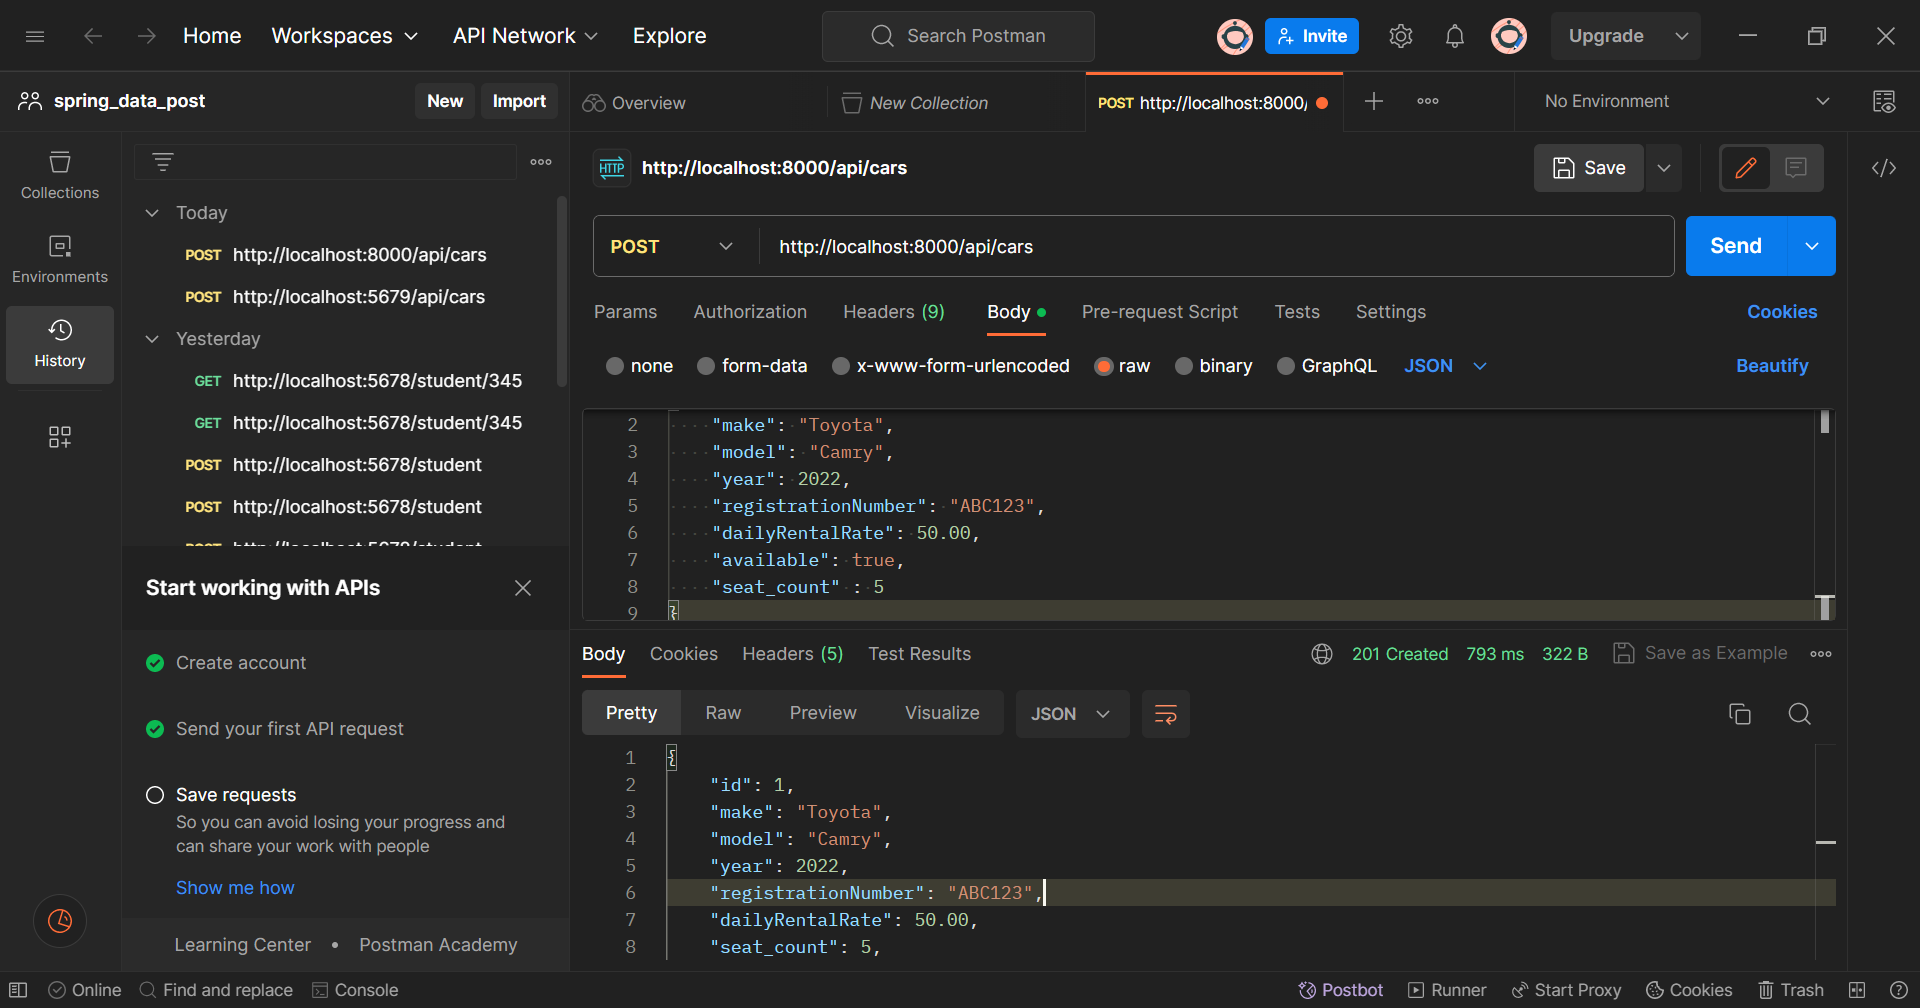 Home Workspaces API Network Explore Search Postman Invite Upgrade
spring_data_post New Import Overview New Collection POST http://localhost:8000/ No Environment
Collections
Environments
History
Today
POST http://localhost:8000/api/cars
POST http://localhost:5679/api/cars
Yesterday
GET http://localhost:5678/student/345
GET http://localhost:5678/student/345
POST http://localhost:5678/student
POST http://localhost:5678/student
Start working with APIs
Create account
Send your first API request
Save requests
So you can avoid losing your progress and
can share your work with people
Show me how
Learning Center • Postman Academy
HTTP http://localhost:8000/api/cars Save
POST http://localhost:8000/api/cars Send
Params Authorization Headers (9) Body Pre-request Script Tests Settings Cookies
none form-data x-www-form-urlencoded raw binary GraphQL JSON Beautify
2 "make": "Toyota",
3 "model": "Camry",
4 "year": 2022,
5 "registrationNumber": "ABC123",
6 "dailyRentalRate": 50.00,
7 "available": true,
8 "seat_count" : 5
9 }
Body Cookies Headers (5) Test Results 201 Created 793 ms 322 B Save as Example
Pretty Raw Preview Visualize JSON
1 {
2 "id": 1,
3 "make": "Toyota",
4 "model": "Camry",
5 "year": 2022,
6 "registrationNumber": "ABC123",
7 "dailyRentalRate": 50.00,
8 "seat_count": 5,
Online Find and replace Console Postbot Runner Start Proxy Cookies Trash